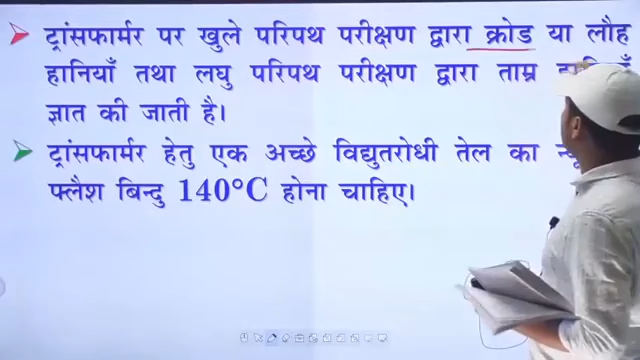 ट्रांसफार्मर पर खुले परिपथ परीक्षण द्वारा क्रोड या लौह
हानियाँ तथा लघु परिपथ परीक्षण द्वारा ताम्र
ज्ञात की जाती है।
ट्रांसफार्मर हेतु एक अच्छे विद्युतरोधी तेल का
फ्लैश बिन्दु 140°C होना चाहिए।